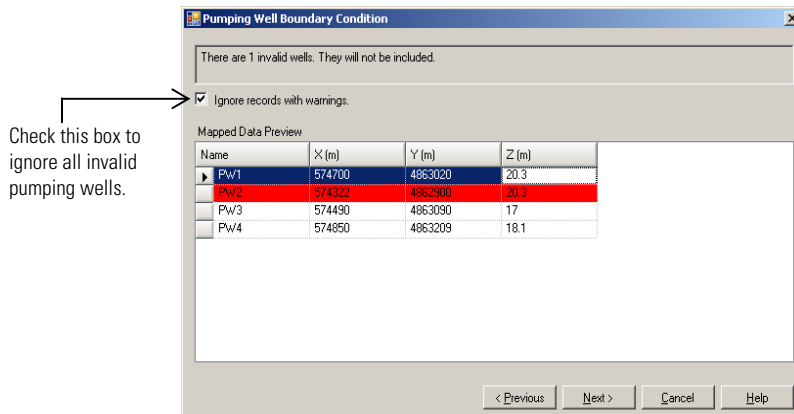 Pumping Well Boundary Condition
There are 1 invalid wells. They will not be included.
Ignore records with warnings.
Check this box to
ignore all invalid
pumping wells.
Mapped Data Preview
Name X (m) Y (m) Z (m)
PW1 574700 4863020 20.3
PW2 574322 4862900 20.3
PW3 574490 4863090 17
PW4 574850 4863209 18.1
< Previous Next > Cancel Help